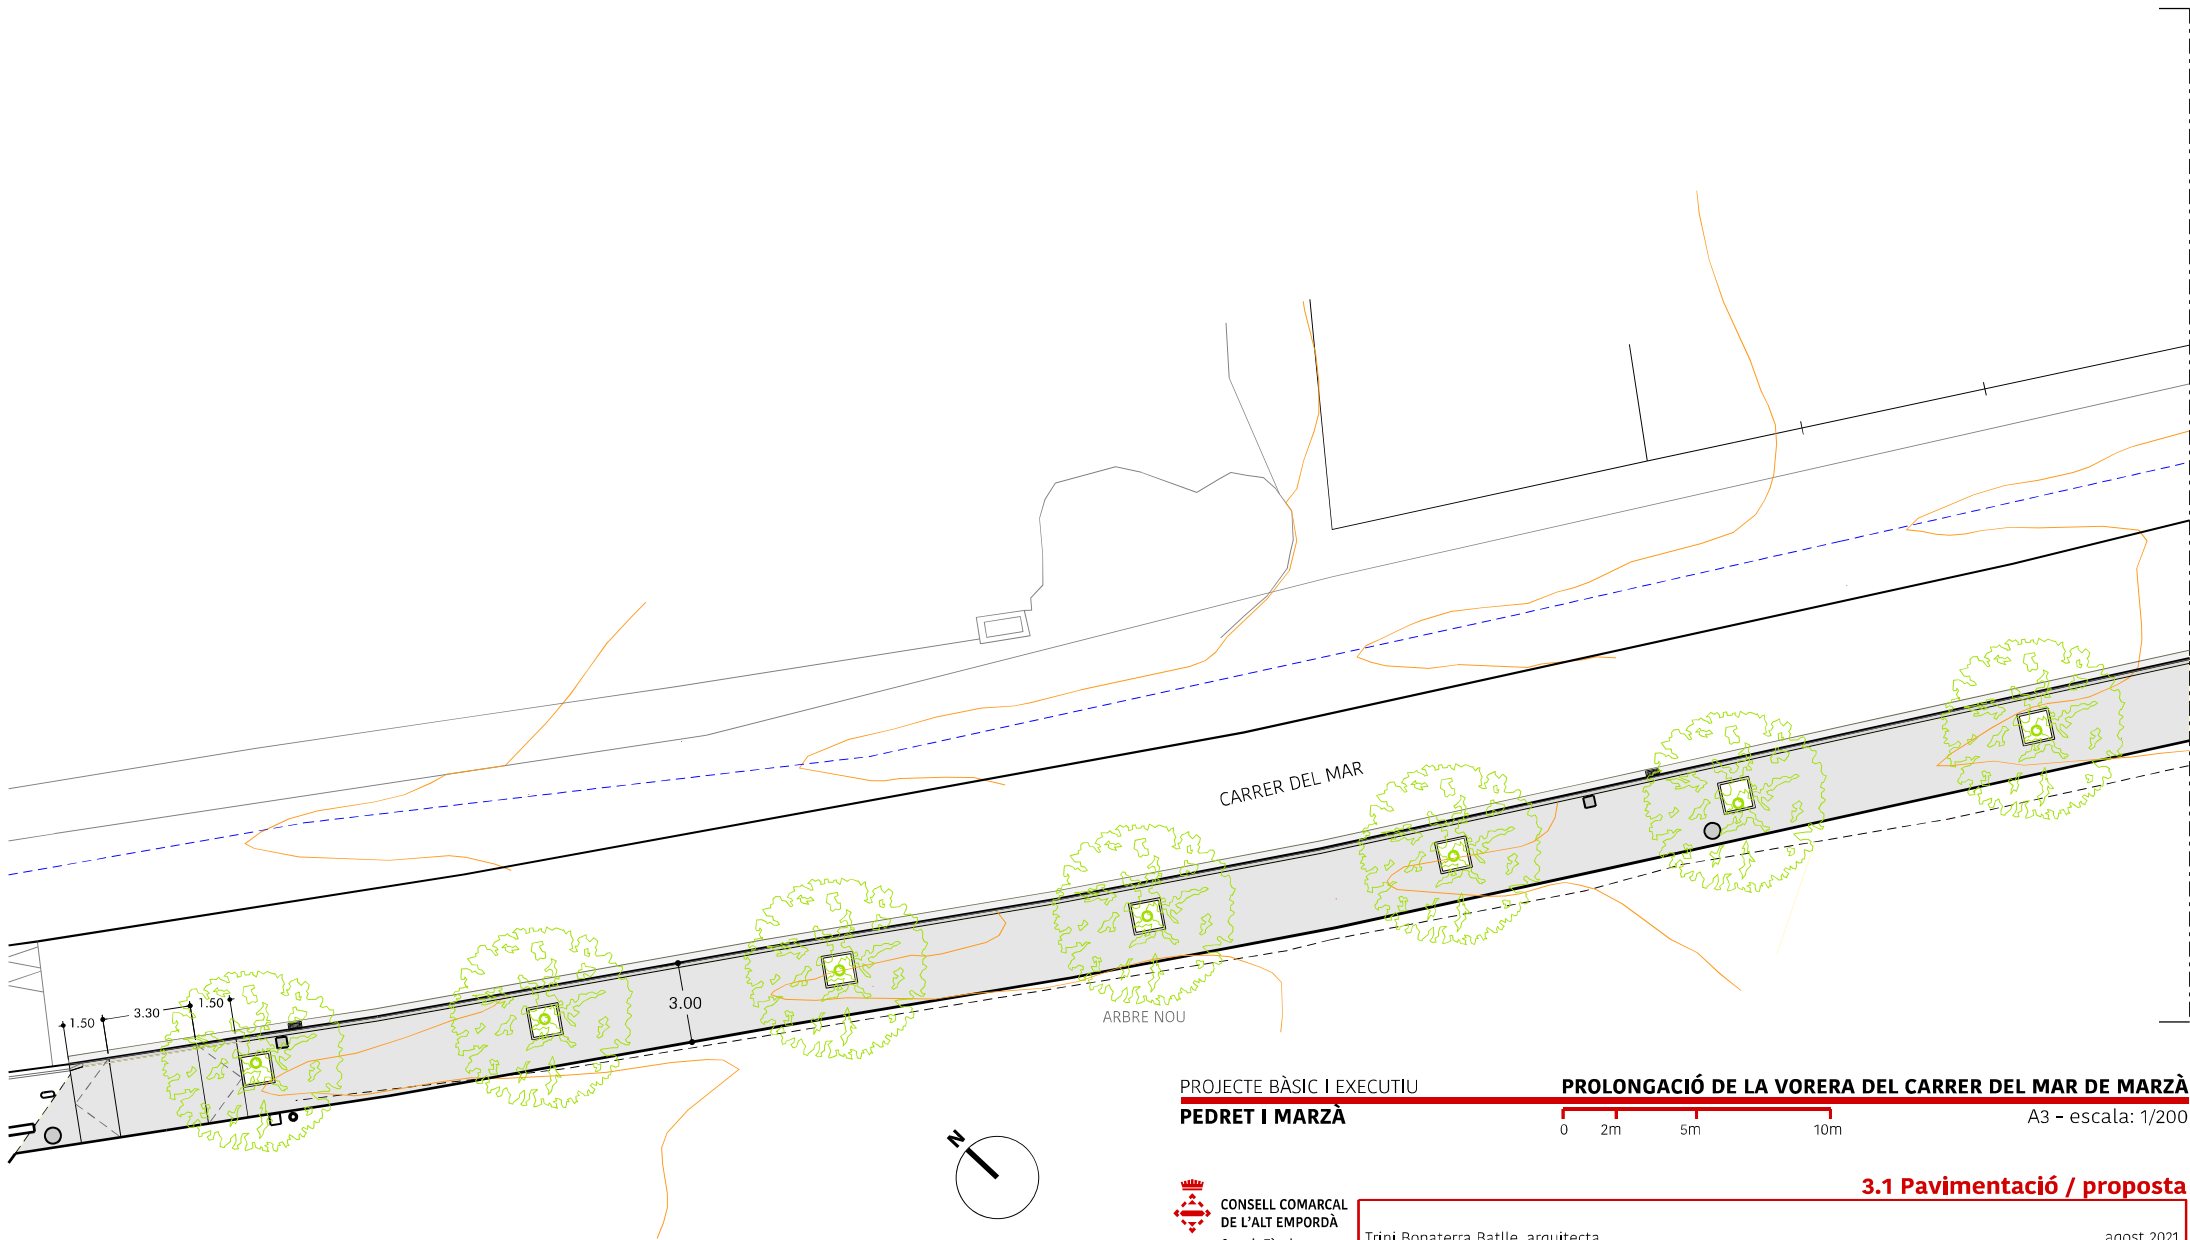 CARRER DEL MAR
1.50
3.30
1.50
3.00
ARBRE NOU
N
PROJECTE BÀSIC I EXECUTIU
PROLONGACIÓ DE LA VORERA DEL CARRER DEL MAR DE MARZÀ
PEDRET I MARZÀ
0 2m 5m 10m
A3 - escala: 1/200
3.1 Pavimentació / proposta
CONSELL COMARCAL
DE L'ALT EMPORDÀ
Trini Bonaterra Batlle, arquitecta
agost 2021